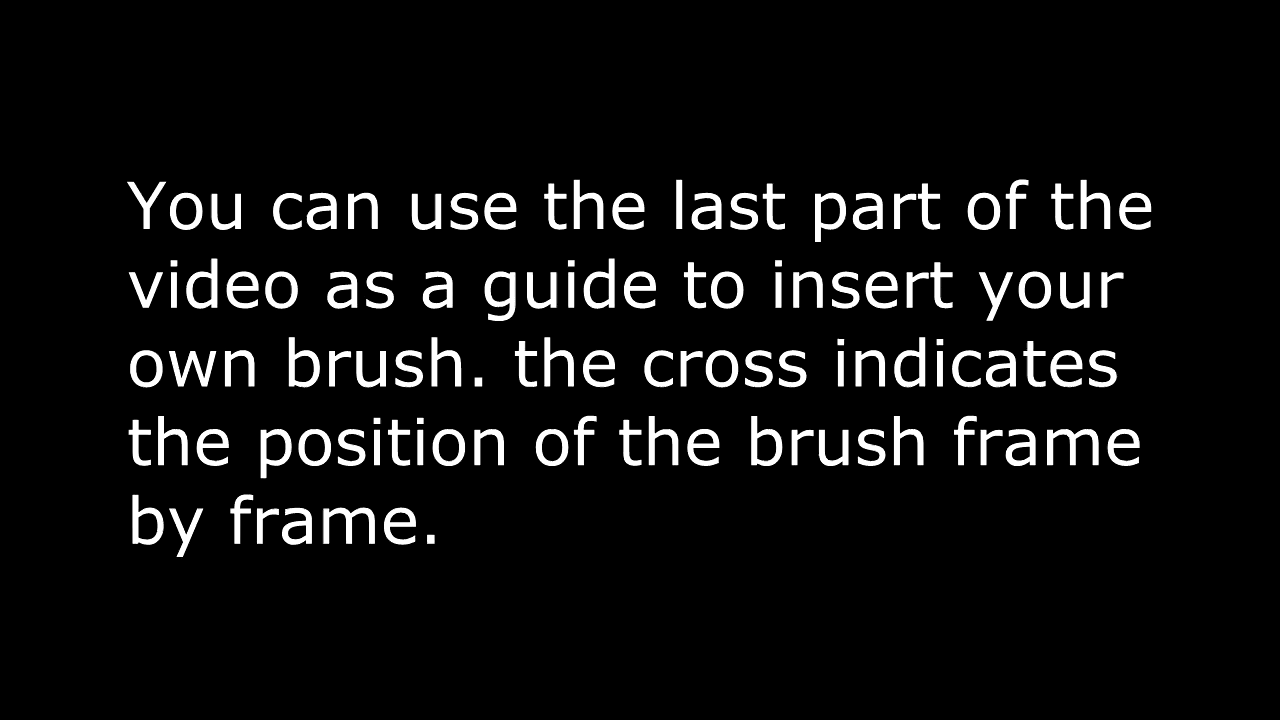 You can use the last part of the
video as a guide to insert your
own brush. the cross indicates
the position of the brush frame
by frame.